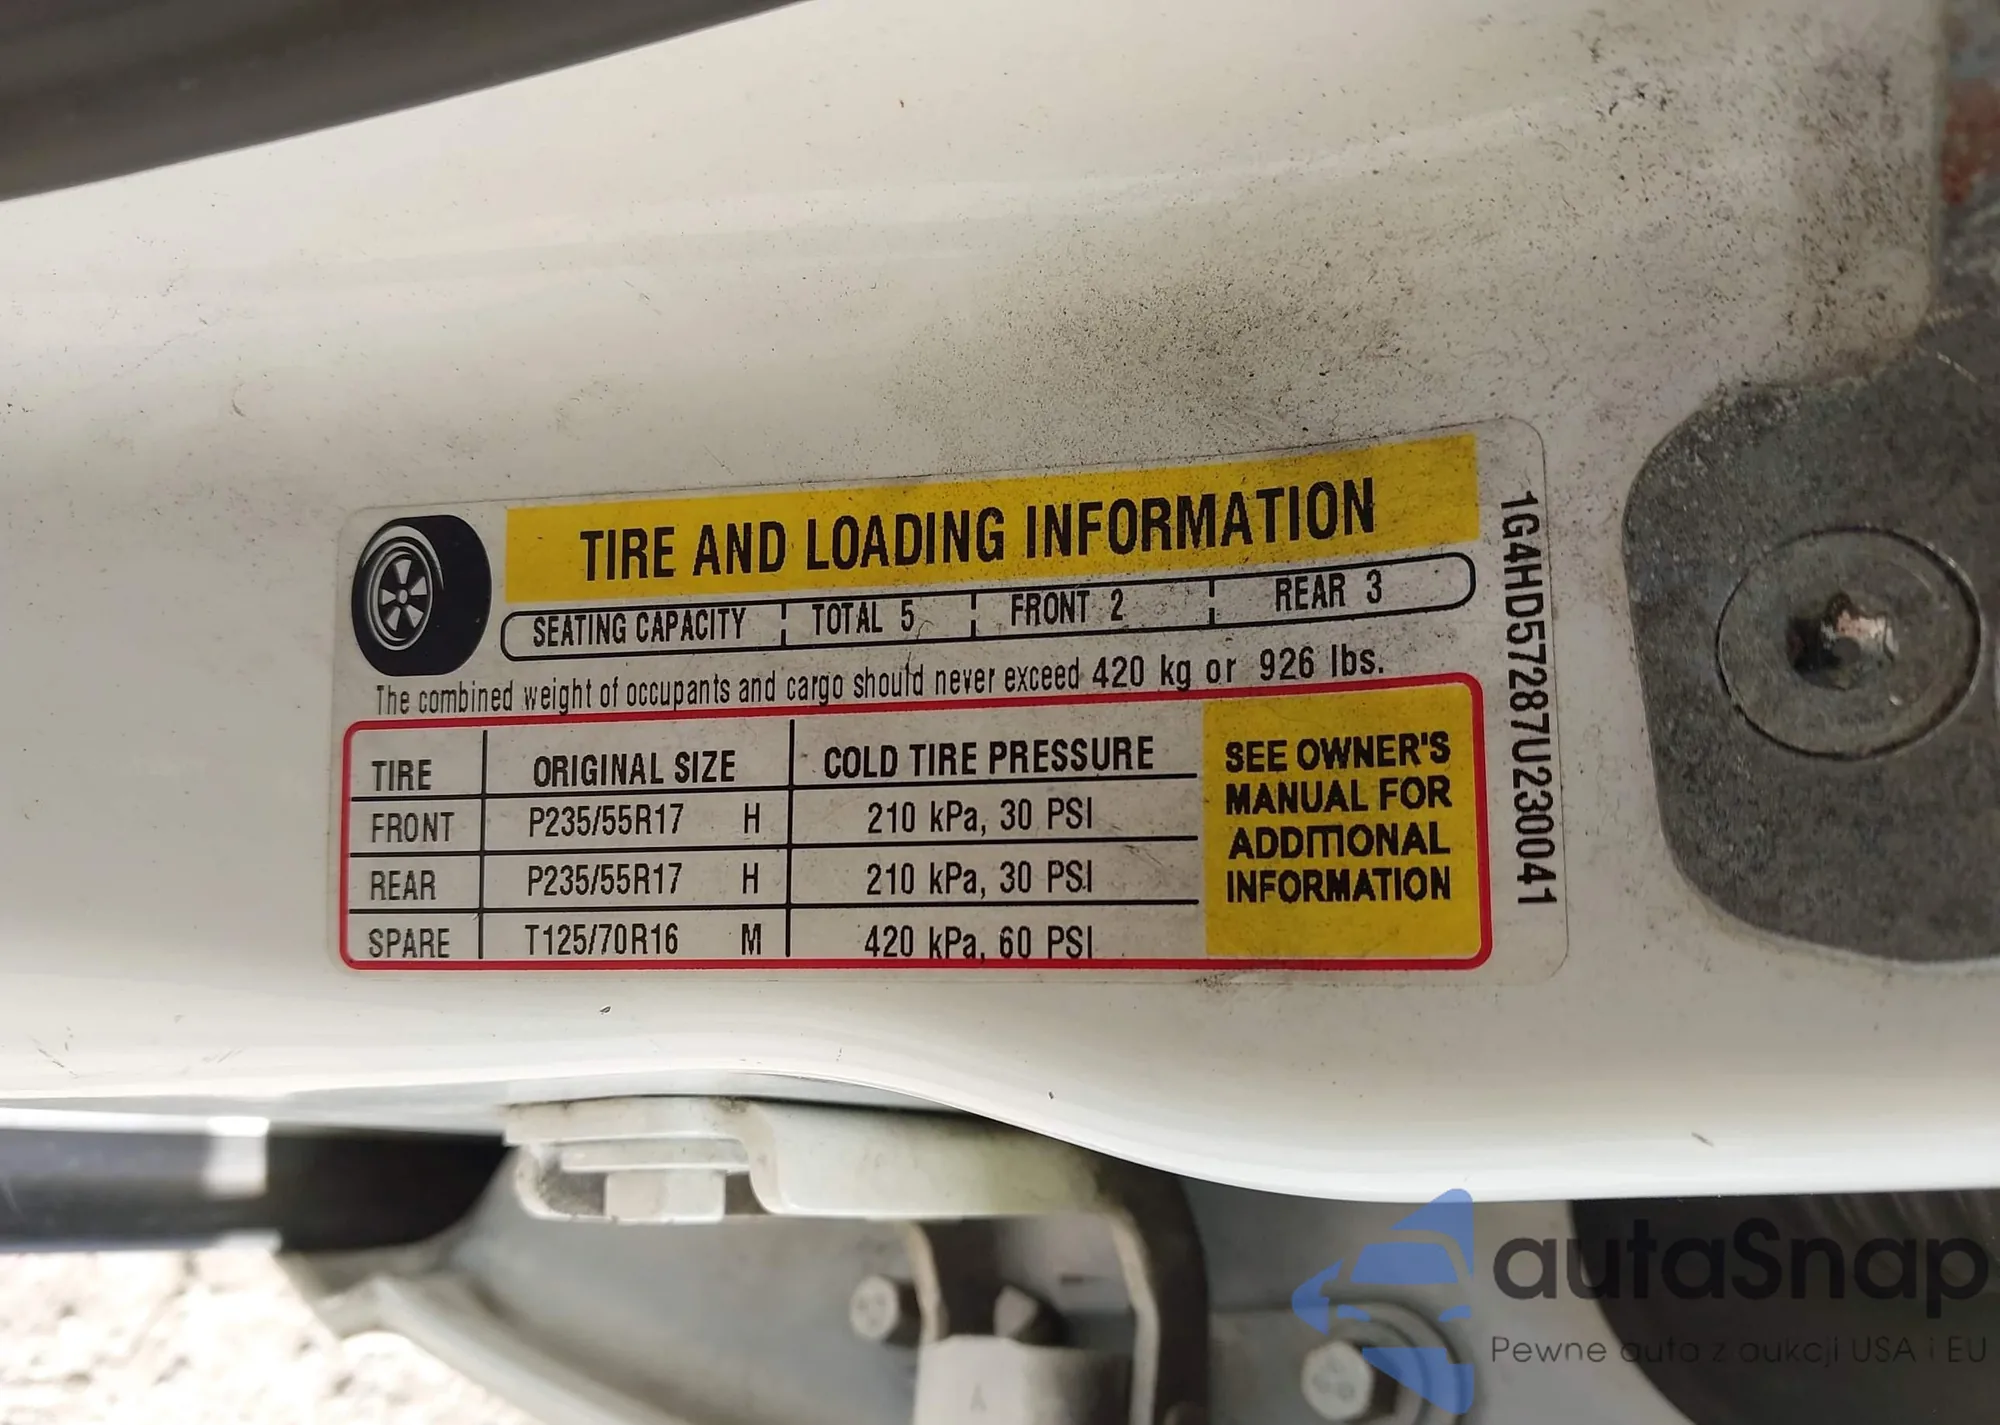 TIRE AND LOADING INFORMATION
SEATING CAPACITY TOTAL 5 FRONT 2 REAR 3
The combined weight of occupants and cargo should never exceed 420 kg or 926 lbs.
TIRE ORIGINAL SIZE COLD TIRE PRESSURE
FRONT P235/55R17 H 210 kPa, 30 PSI
REAR P235/55R17 H 210 kPa, 30 PSI
SPARE T125/70R16 M 420 kPa, 60 PSI
SEE OWNER'S
MANUAL FOR
ADDITIONAL
INFORMATION
1G4HD57287U230041
autaSnap
Pewne auta z aukcji USA i EU